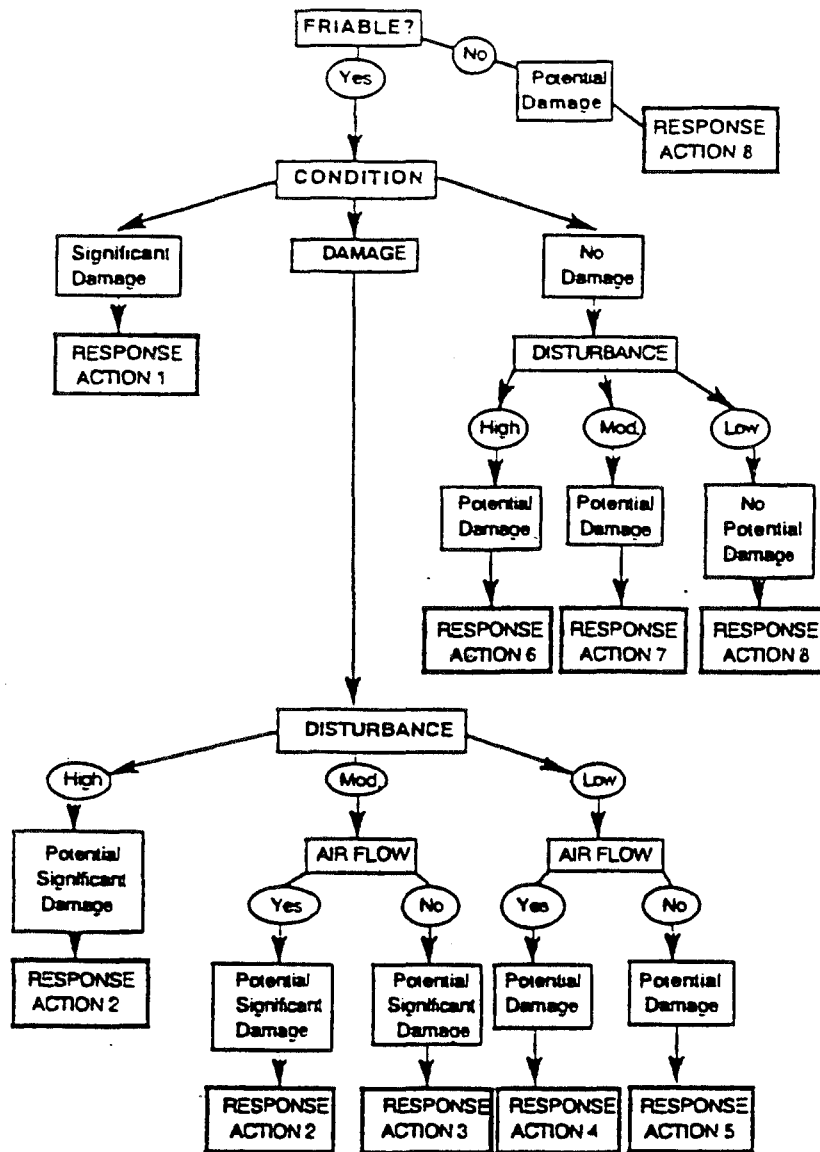 FRIABLE?
No
Yes
Potential
Damage
RESPONSE
ACTION 8
CONDITION
Significant
Damage
DAMAGE
No
Damage
RESPONSE
ACTION 1
DISTURBANCE
High
Mod.
Low
Potential
Damage
Potential
Damage
No
Potential
Damage
RESPONSE
ACTION 6
RESPONSE
ACTION 7
RESPONSE
ACTION 8
DISTURBANCE
High
Mod.
Low
Potential
Significant
Damage
AIR FLOW
AIR FLOW
Yes
No
Yes
No
RESPONSE
ACTION 2
Potential
Significant
Damage
Potential
Significant
Damage
Potential
Damage
Potential
Damage
RESPONSE
ACTION 2
RESPONSE
ACTION 3
RESPONSE
ACTION 4
RESPONSE
ACTION 5